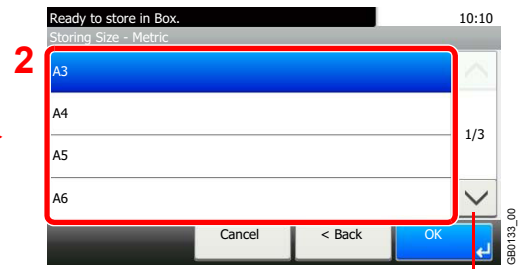 Ready to store in Box. 10:10
Storing Size - Metric
2
A3
A4
1/3
A5
A6
Cancel < Back OK
GB0133_00